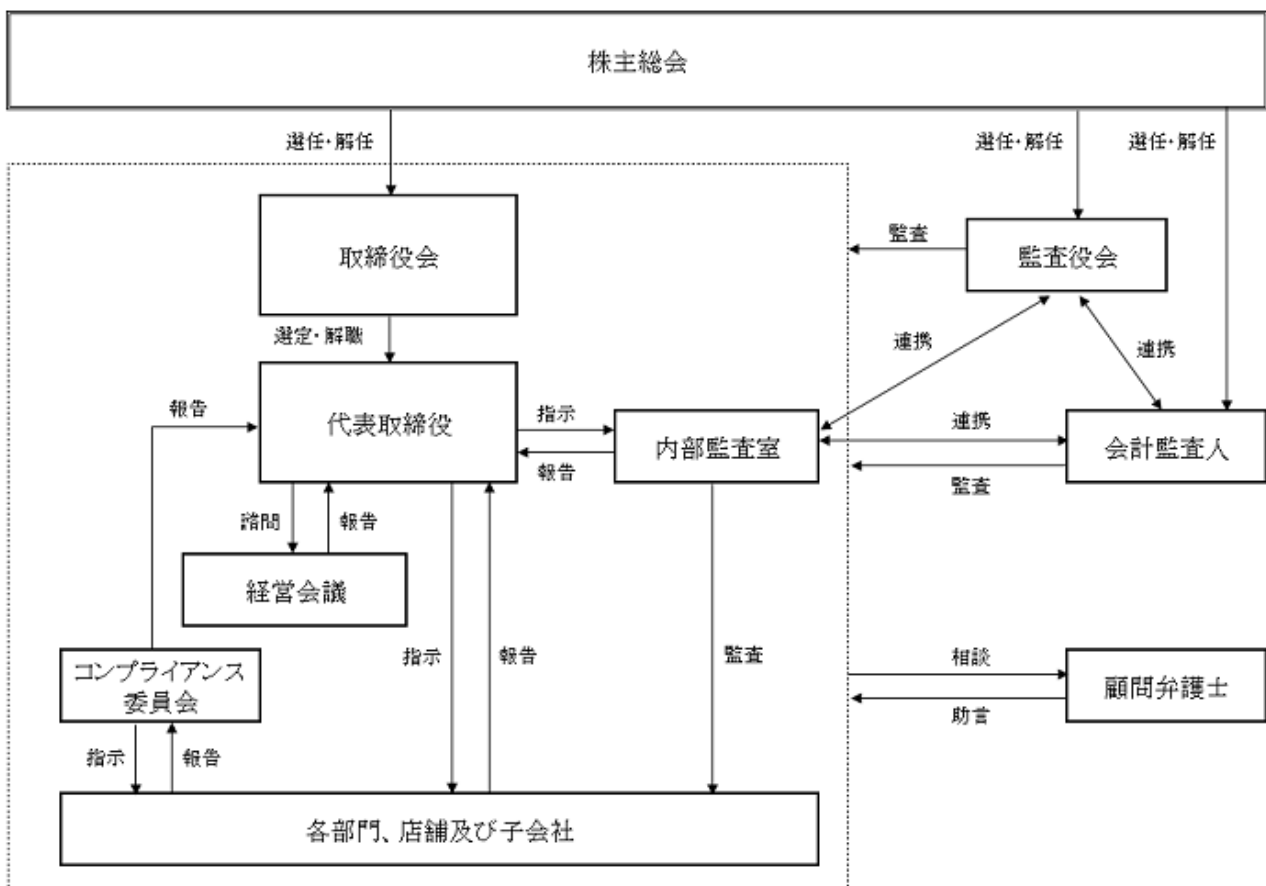 株主総会
選任・解任
選任・解任
選任・解任
取締役会
監査
監査役会
選定・解職
連携
連携
代表取締役
報告
指示
内部監査室
連携
会計監査人
報告
監査
諮問
報告
経営会議
指示
報告
監査
コンプライアンス
委員会
相談
顧問弁護士
助言
指示
報告
各部門、店舗及び子会社